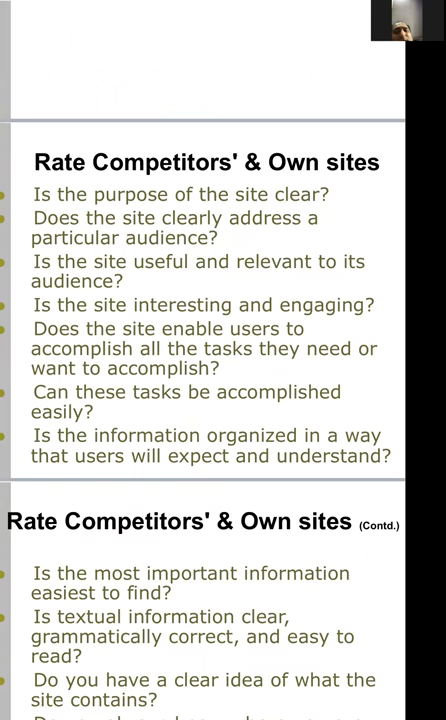 Rate Competitors' & Own sites
Is the purpose of the site clear?
Does the site clearly address a
particular audience?
Is the site useful and relevant to its
audience?
Is the site interesting and engaging?
Does the site enable users to
accomplish all the tasks they need or
want to accomplish?
Can these tasks be accomplished
easily?
Is the information organized in a way
that users will expect and understand?
Rate Competitors' & Own sites (Contd.)
Is the most important information
easiest to find?
Is textual information clear,
grammatically correct, and easy to
read?
Do you have a clear idea of what the
site contains?